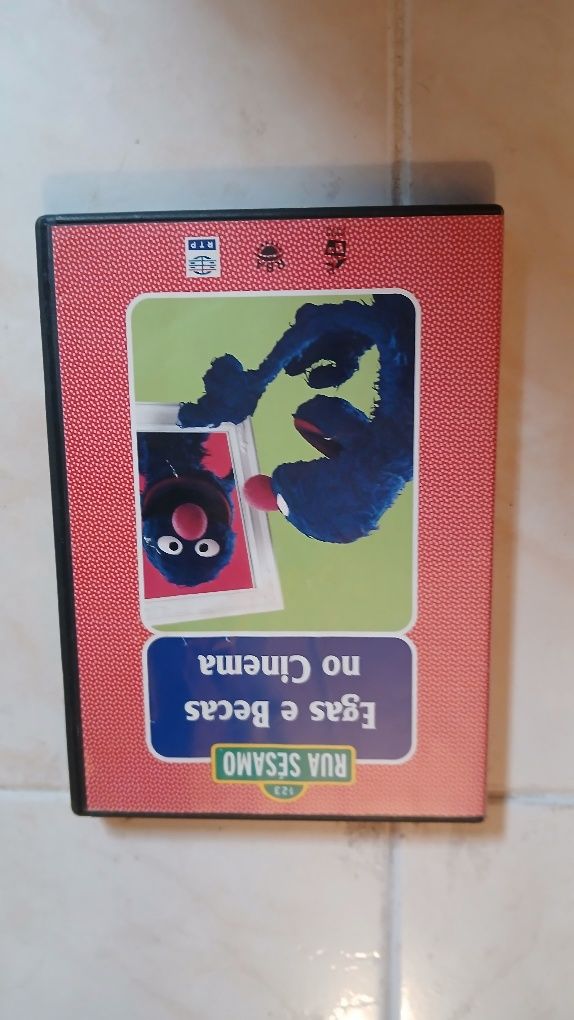 123
RUA SÉSAMO
Egas e Becas
no Cinema
RTP